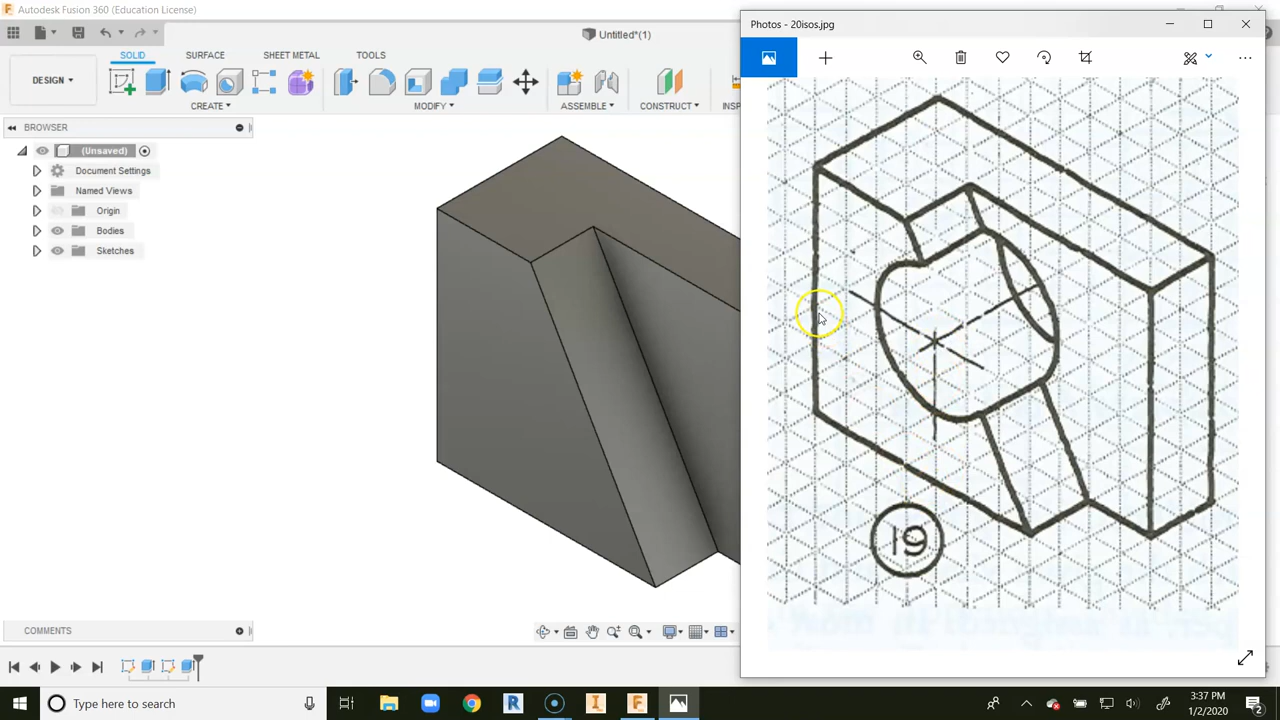 Autodesk Fusion 360 (Education License)
Untitled*(1)
DESIGN
SOLID
SURFACE
SHEET METAL
TOOLS
CREATE
MODIFY
ASSEMBLE
CONSTRUCT
BROWSER
(Unsaved)
Document Settings
Named Views
Origin
Bodies
Sketches
COMMENTS
Photos - 20isos.jpg
19
Type here to search
3:37 PM
1/2/2020
2